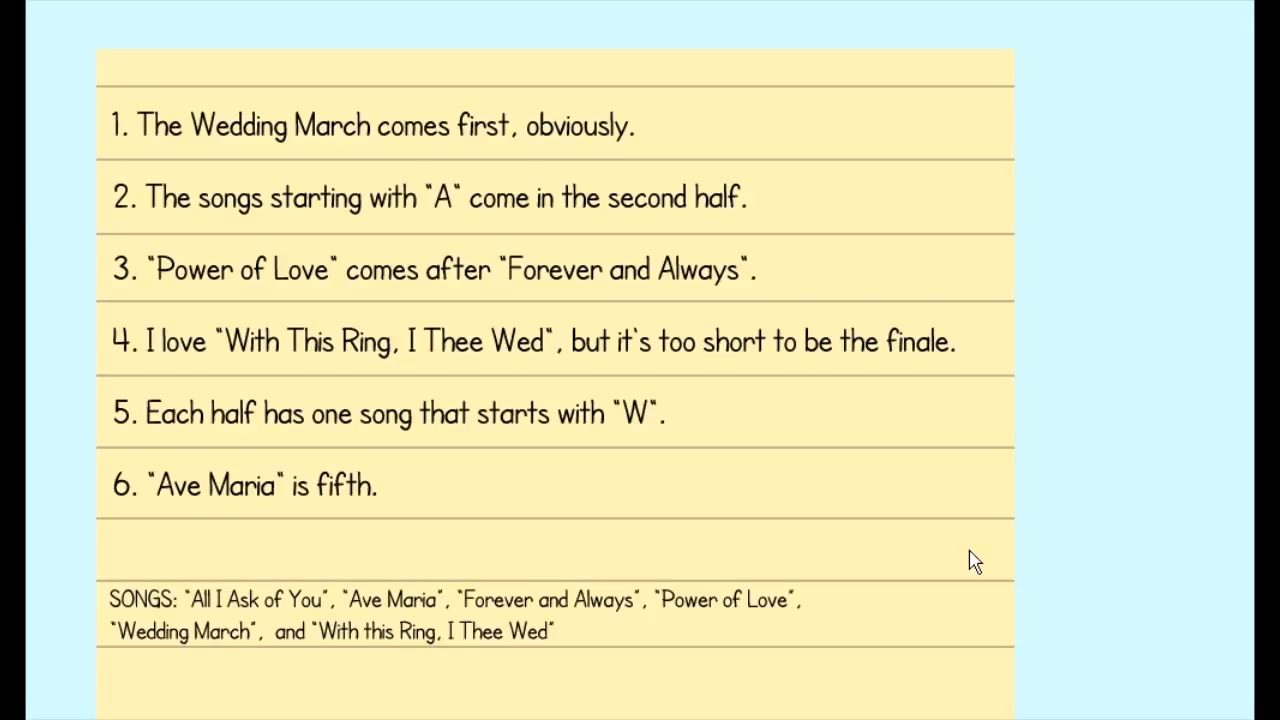 1. The Wedding March comes first, obviously.
2. The songs starting with "A" come in the second half.
3. "Power of Love" comes after "Forever and Always".
4. I love "With This Ring, I Thee Wed", but it's too short to be the finale.
5. Each half has one song that starts with "W".
6. "Ave Maria" is fifth.
SONGS: "All I Ask of You", "Ave Maria", "Forever and Always", "Power of Love",
"Wedding March", and "With this Ring, I Thee Wed"